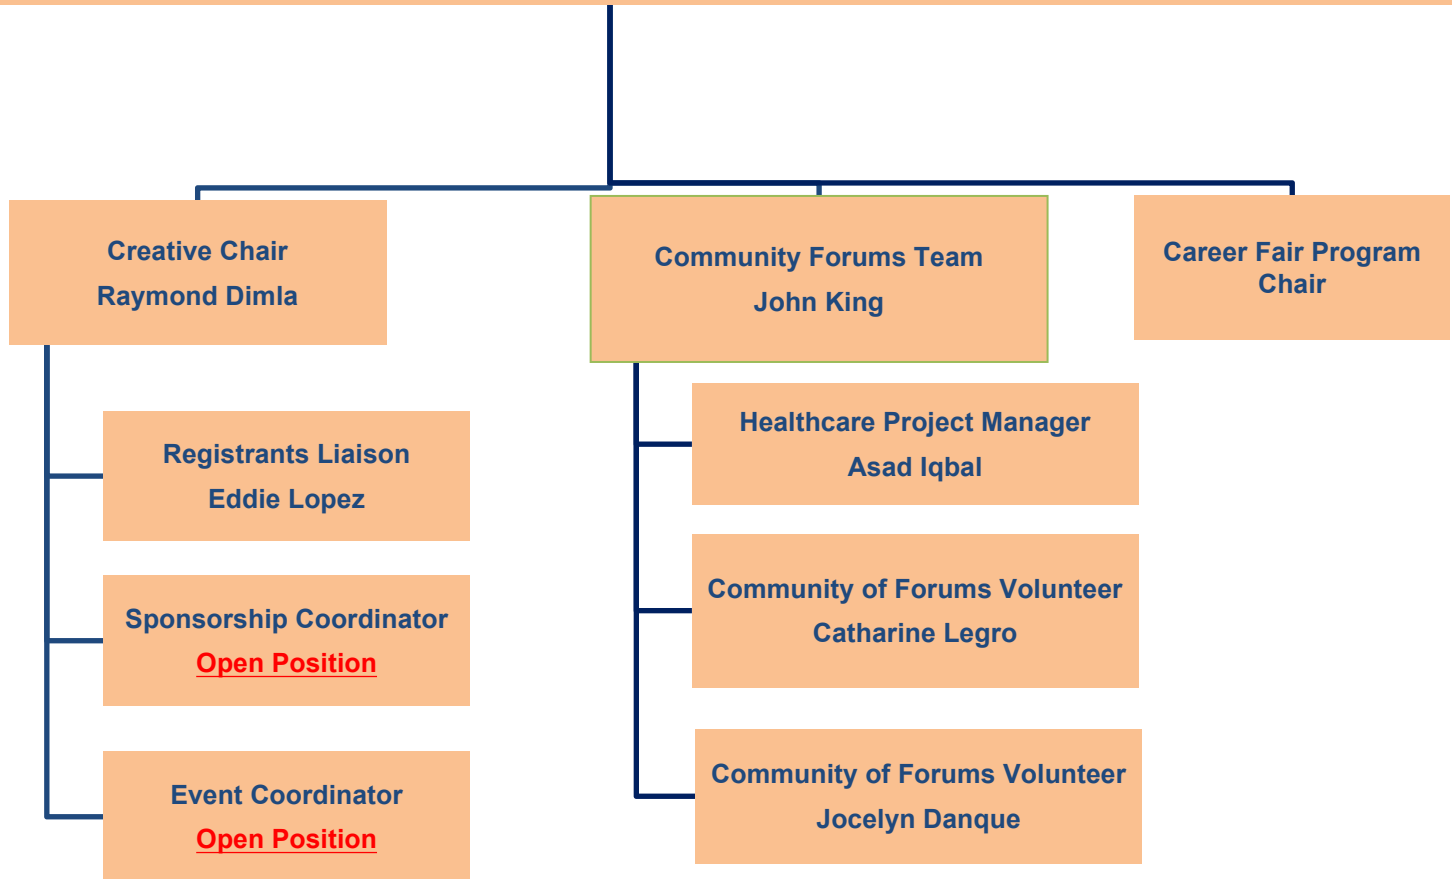 Creative Chair
Raymond Dimla
Community Forums Team
John King
Career Fair Program
Chair
Registrants Liaison
Eddie Lopez
Sponsorship Coordinator
Open Position
Event Coordinator
Open Position
Healthcare Project Manager
Asad Iqbal
Community of Forums Volunteer
Catharine Legro
Community of Forums Volunteer
Jocelyn Danque